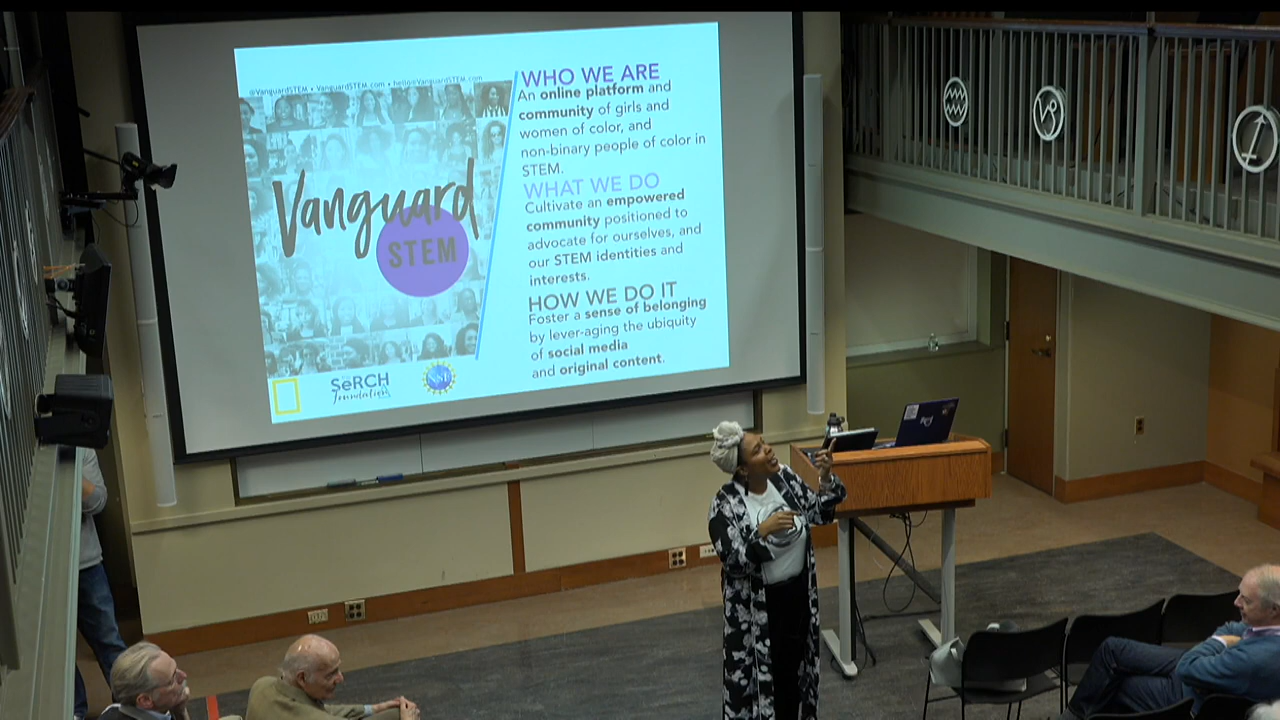 @VanguardSTEM • VanguardSTEM.com • hello@VanguardSTEM.com
Vanguard
STEM
SeRCH
foundation
NSF
WHO WE ARE
An online platform and
community of girls and
women of color, and
non-binary people of color in
STEM.
WHAT WE DO
Cultivate an empowered
community positioned to
advocate for ourselves, and
our STEM identities and
interests.
HOW WE DO IT
Foster a sense of belonging
by lever-aging the ubiquity
of social media
and original content.